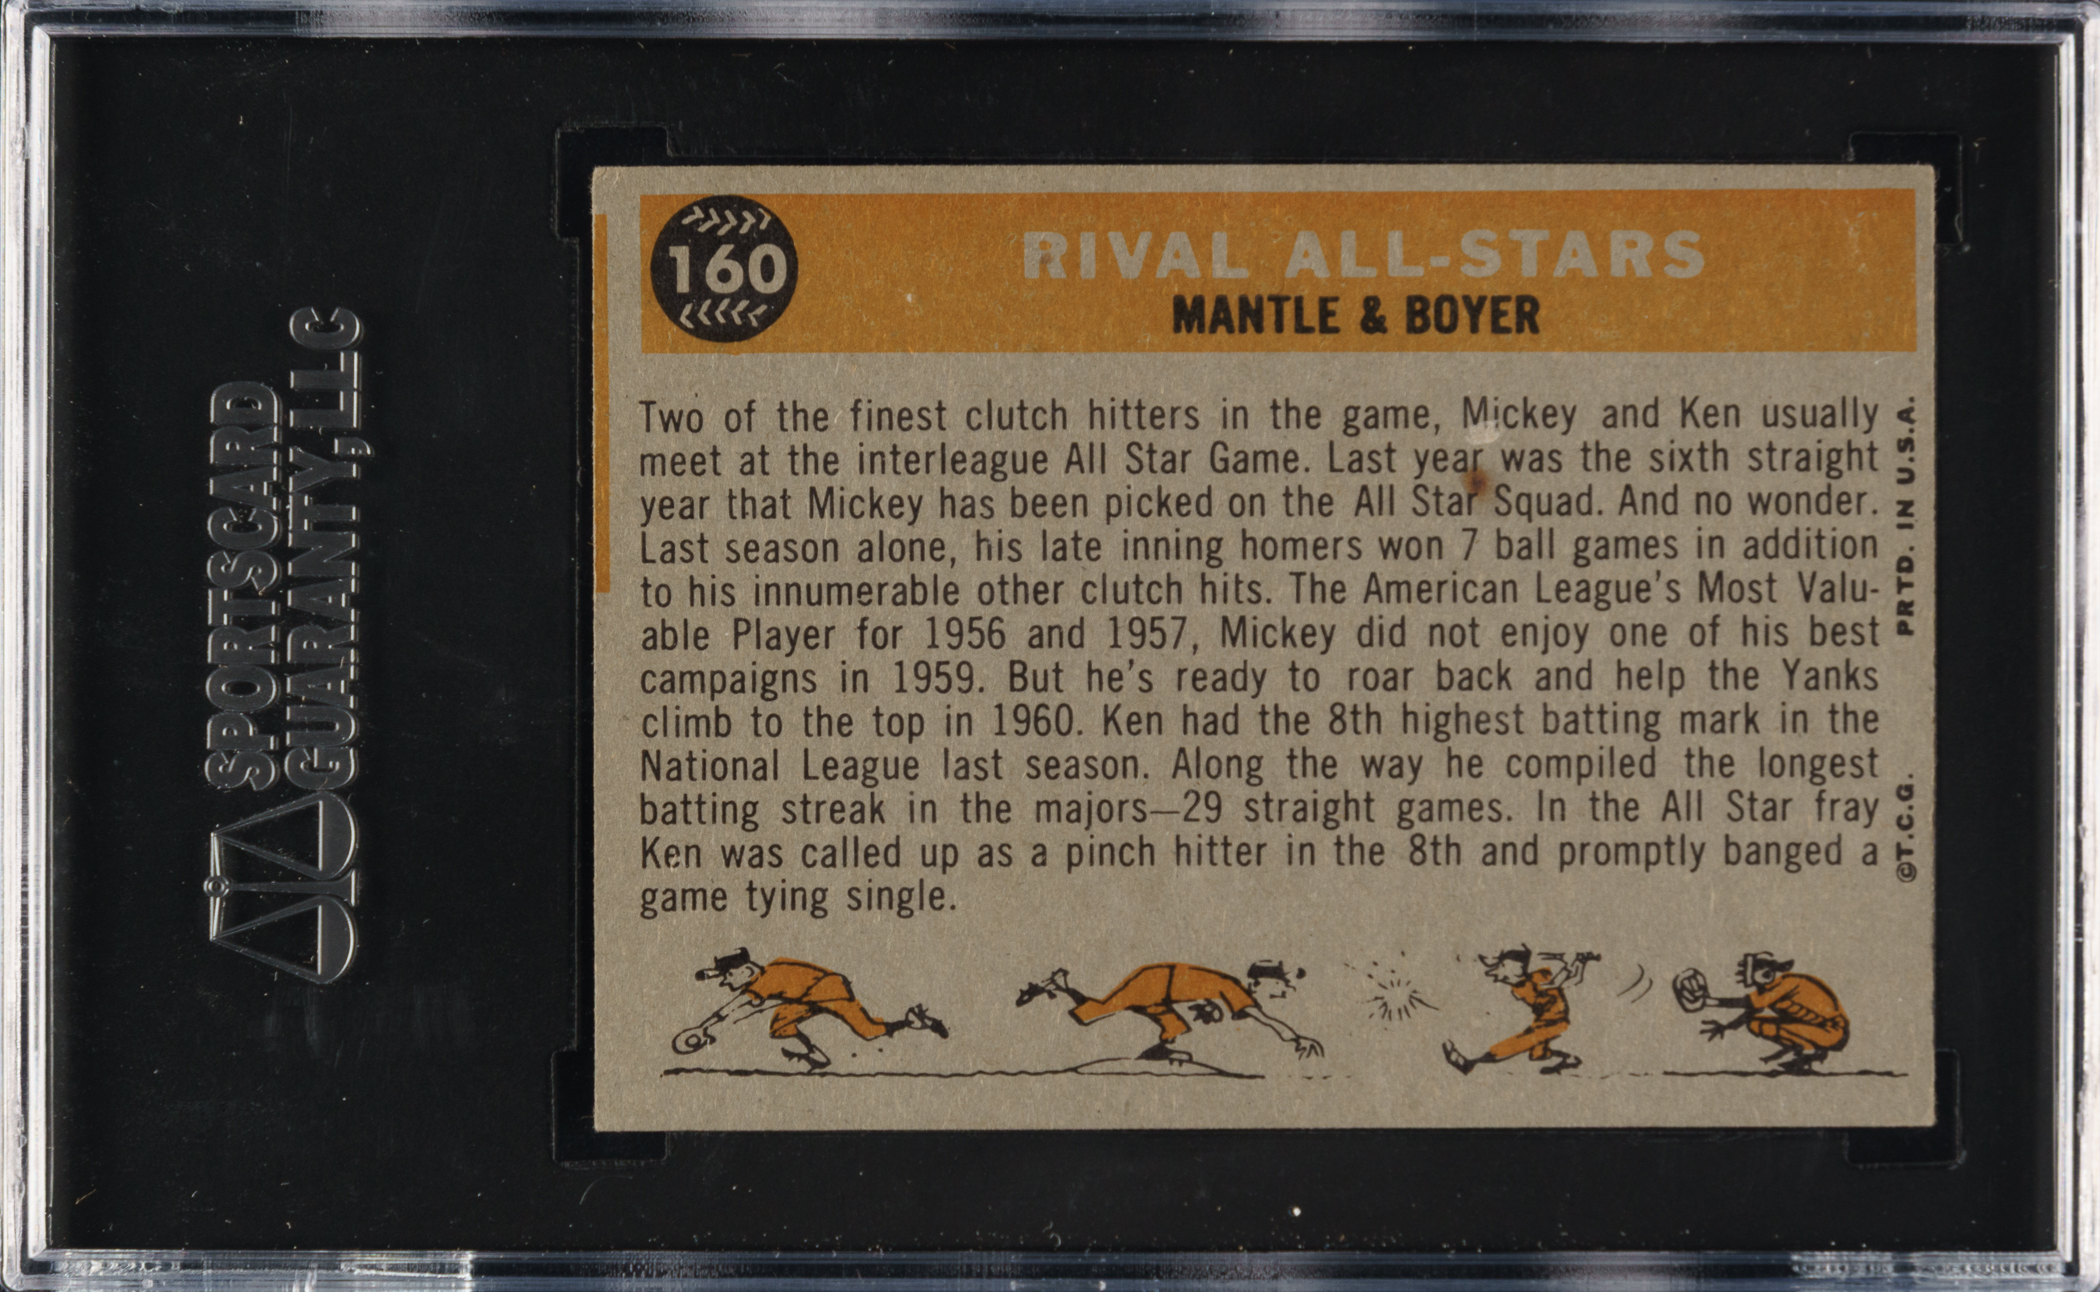 SPORTSCARD
GUARANTY, LLC
160
RIVAL ALL-STARS
MANTLE & BOYER
Two of the finest clutch hitters in the game, Mickey and Ken usually
meet at the interleague All Star Game. Last year was the sixth straight
year that Mickey has been picked on the All Star Squad. And no wonder.
Last season alone, his late inning homers won 7 ball games in addition
to his innumerable other clutch hits. The American League's Most Valu-
able Player for 1956 and 1957, Mickey did not enjoy one of his best
campaigns in 1959. But he's ready to roar back and help the Yanks
climb to the top in 1960. Ken had the 8th highest batting mark in the
National League last season. Along the way he compiled the longest
batting streak in the majors—29 straight games. In the All Star fray
Ken was called up as a pinch hitter in the 8th and promptly banged a
game tying single.
©T.C.G. PRTD. IN U.S.A.